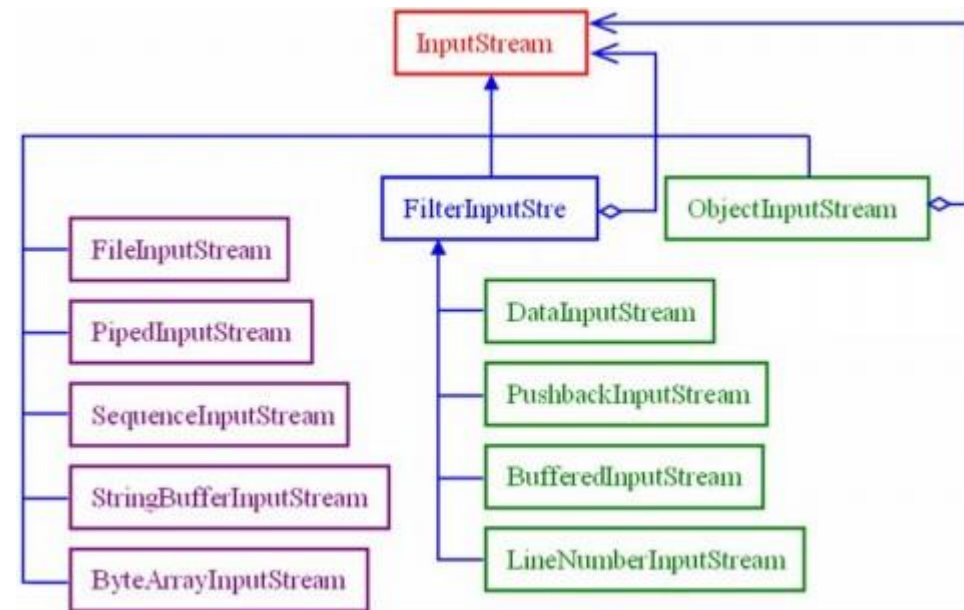 InputStream
FilterInputStre
ObjectInputStream
FileInputStream
PipedInputStream
SequenceInputStream
StringBufferInputStream
ByteArrayInputStream
DataInputStream
PushbackInputStream
BufferedInputStream
LineNumberInputStream